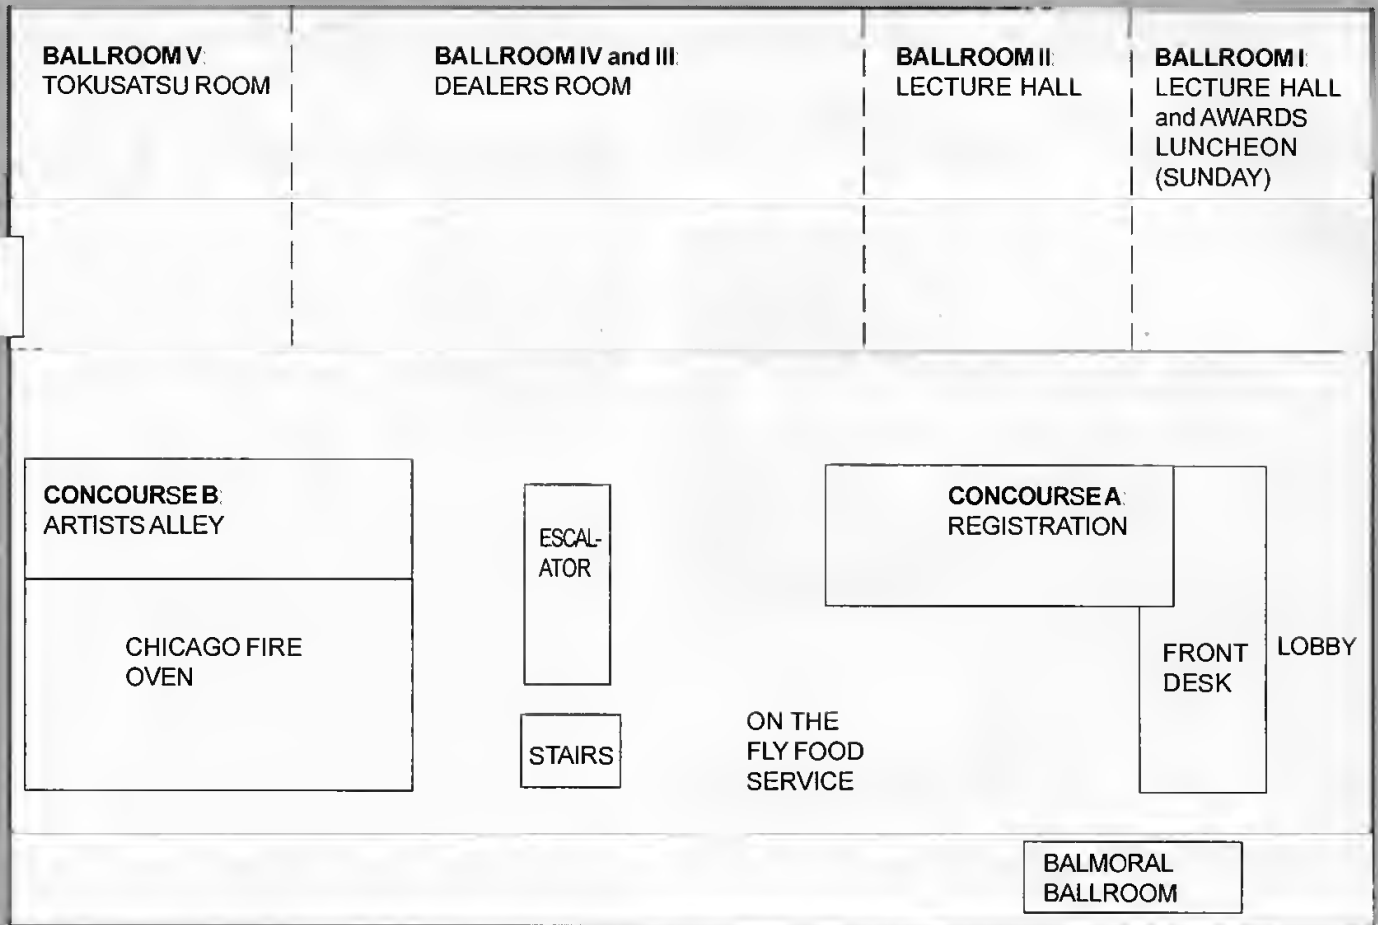 BALLROOM V:
TOKUSATSU ROOM
BALLROOM IV and III:
DEALERS ROOM
BALLROOM II:
LECTURE HALL
BALLROOM I:
LECTURE HALL
and AWARDS
LUNCHEON
(SUNDAY)
CONCOURSE B:
ARTISTS ALLEY
ESCAL-
ATOR
CONCOURSE A:
REGISTRATION
CHICAGO FIRE
OVEN
FRONT
DESK
LOBBY
STAIRS
ON THE
FLY FOOD
SERVICE
BALMORAL
BALLROOM